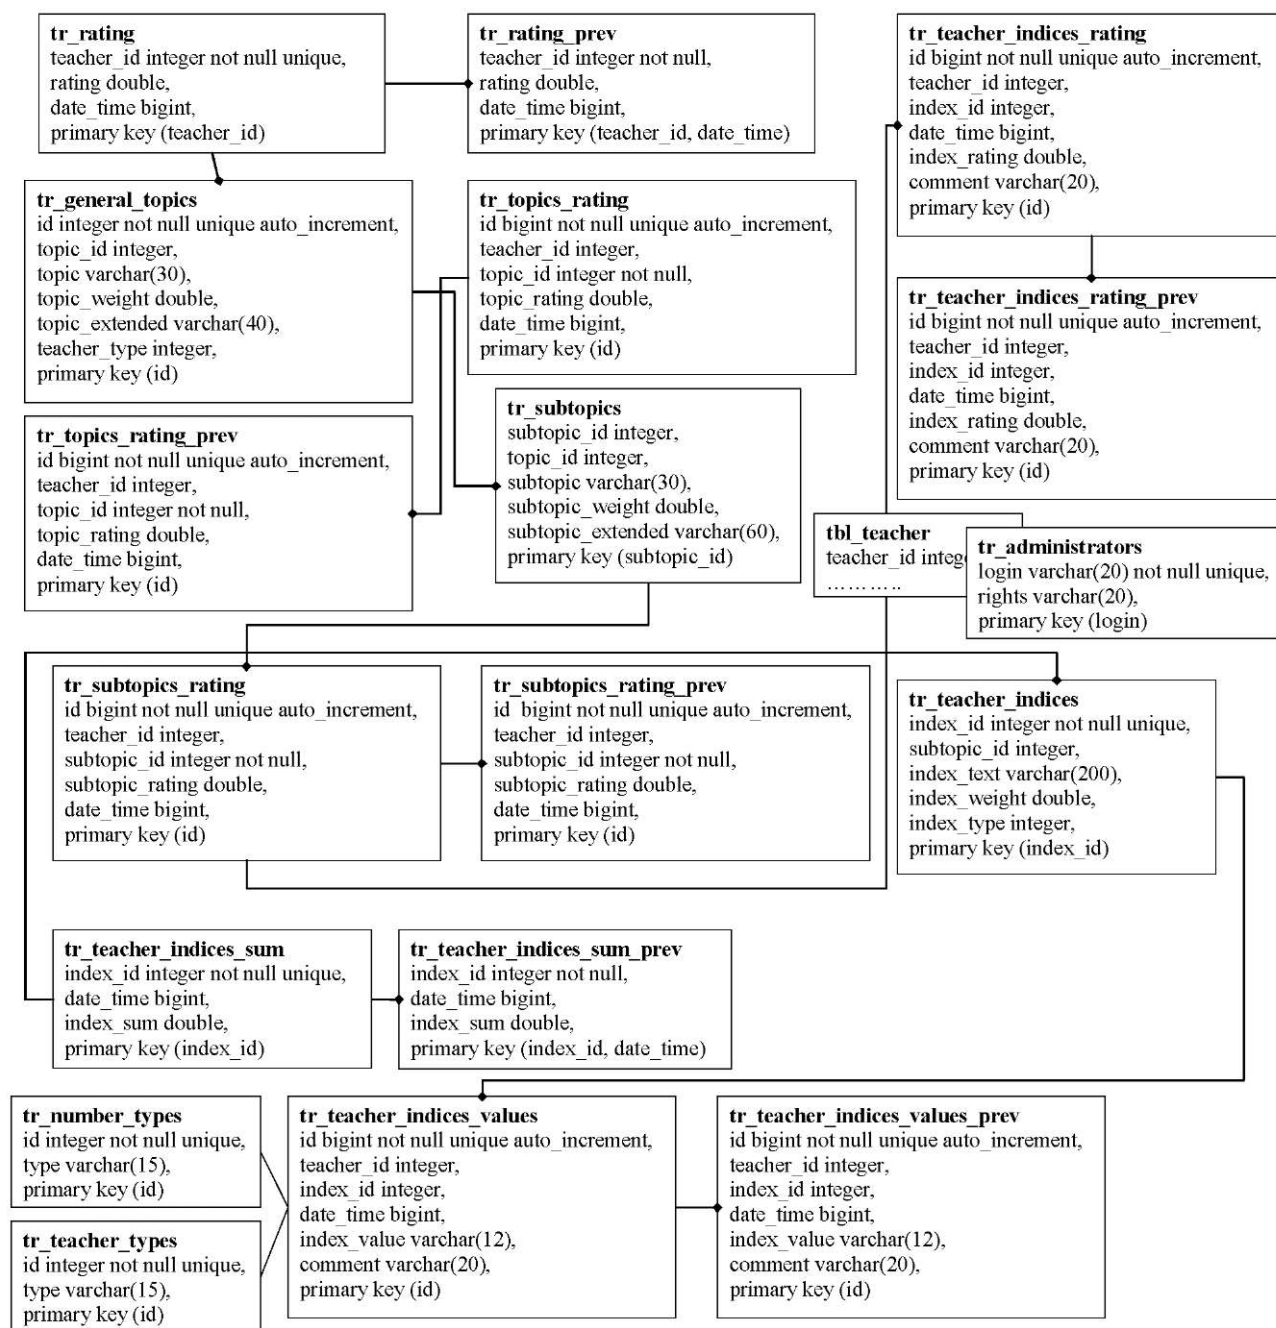 tr_rating
teacher_id integer not null unique,
rating double,
date_time bigint,
primary key (teacher_id)
tr_rating_prev
teacher_id integer not null,
rating double,
date_time bigint,
primary key (teacher_id, date_time)
tr_teacher_indices_rating
id bigint not null unique auto_increment,
teacher_id integer,
index_id integer,
date_time bigint,
index_rating double,
comment varchar(20),
primary key (id)
tr_general_topics
id integer not null unique auto_increment,
topic_id integer,
topic varchar(30),
topic_weight double,
topic_extended varchar(40),
teacher_type integer,
primary key (id)
tr_topics_rating
id bigint not null unique auto_increment,
teacher_id integer,
topic_id integer not null,
topic_rating double,
date_time bigint,
primary key (id)
tr_teacher_indices_rating_prev
id bigint not null unique auto_increment,
teacher_id integer,
index_id integer,
date_time bigint,
index_rating double,
comment varchar(20),
primary key (id)
tr_topics_rating_prev
id bigint not null unique auto_increment,
teacher_id integer,
topic_id integer not null,
topic_rating double,
date_time bigint,
primary key (id)
tr_subtopics
subtopic_id integer,
topic_id integer,
subtopic varchar(30),
subtopic_weight double,
subtopic_extended varchar(60),
primary key (subtopic_id)
tbl_teacher
teacher_id
............
tr_administrators
login varchar(20) not null unique,
rights varchar(20),
primary key (login)
tr_subtopics_rating
id bigint not null unique auto_increment,
teacher_id integer,
subtopic_id integer not null,
subtopic_rating double,
date_time bigint,
primary key (id)
tr_subtopics_rating_prev
id bigint not null unique auto_increment,
teacher_id integer,
subtopic_id integer not null,
subtopic_rating double,
date_time bigint,
primary key (id)
tr_teacher_indices
index_id integer not null unique,
subtopic_id integer,
index_text varchar(200),
index_weight double,
index_type integer,
primary key (index_id)
tr_teacher_indices_sum
index_id integer not null unique,
date_time bigint,
index_sum double,
primary key (index_id)
tr_teacher_indices_sum_prev
index_id integer not null,
date_time bigint,
index_sum double,
primary key (index_id, date_time)
tr_number_types
id integer not null unique,
type varchar(15),
primary key (id)
tr_teacher_types
id integer not null unique,
type varchar(15),
primary key (id)
tr_teacher_indices_values
id bigint not null unique auto_increment,
teacher_id integer,
index_id integer,
date_time bigint,
index_value varchar(12),
comment varchar(20),
primary key (id)
tr_teacher_indices_values_prev
id bigint not null unique auto_increment,
teacher_id integer,
index_id integer,
date_time bigint,
index_value varchar(12),
comment varchar(20),
primary key (id)